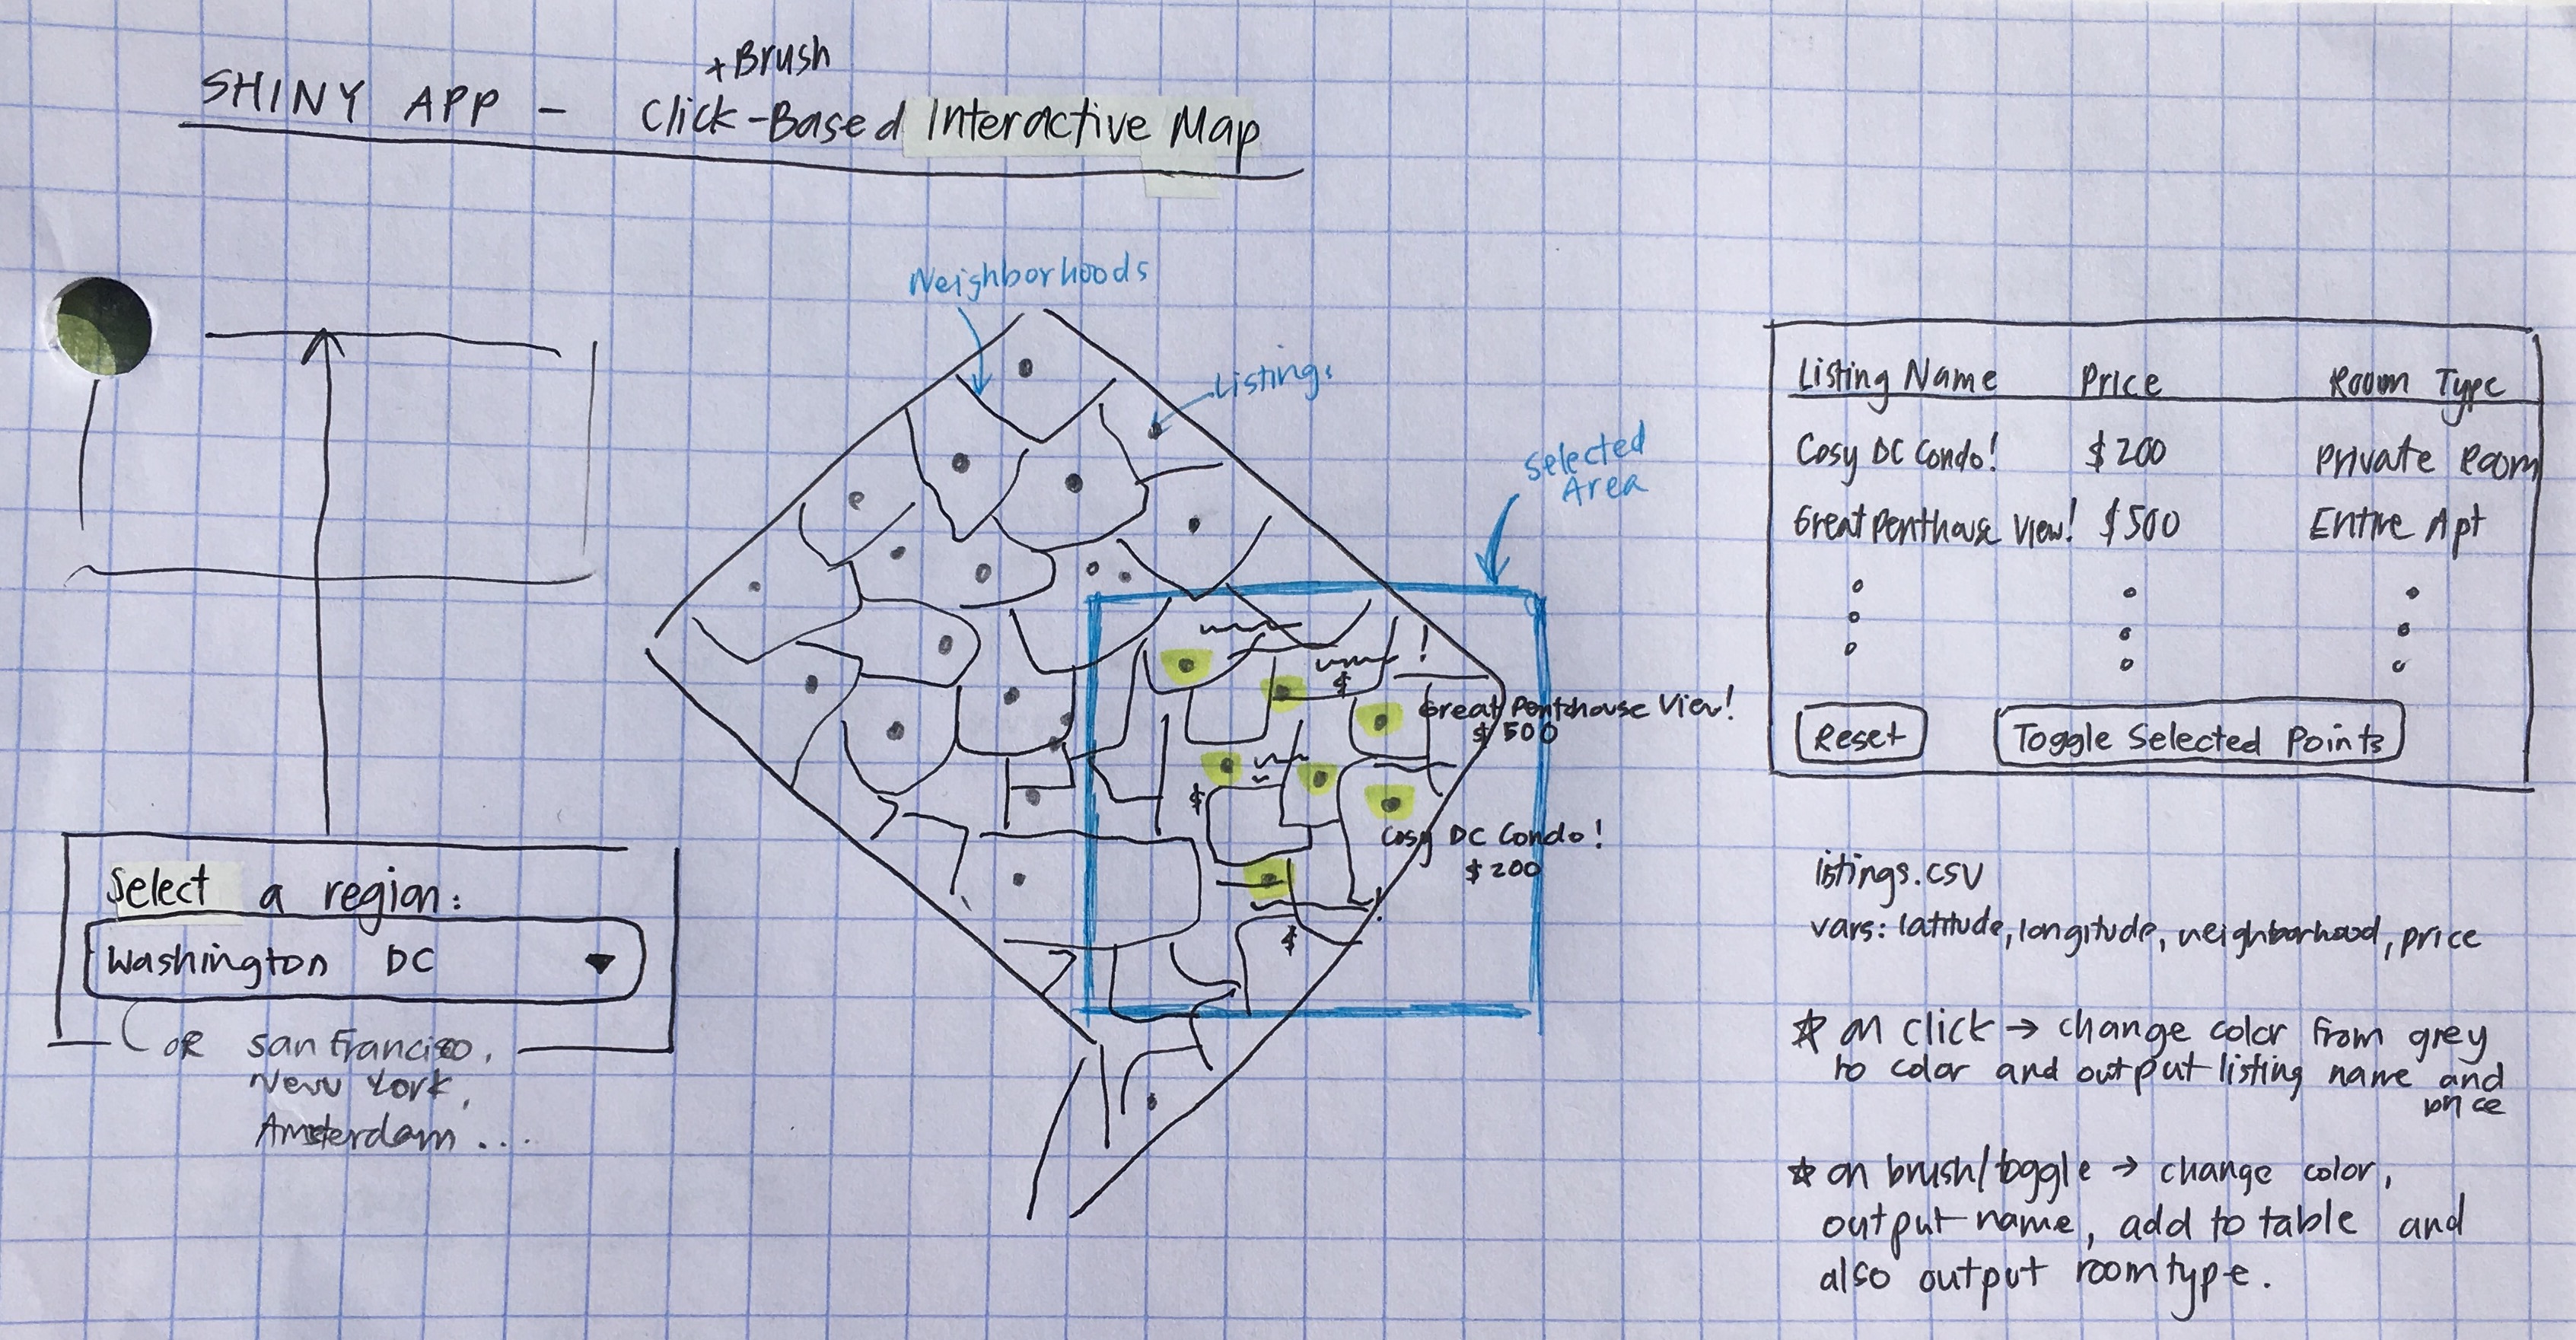 +Brush
SHINY APP - Click-Based Interactive Map
Neighborhoods
Listings
Selected
Area
!
$
Great Penthouse View!
$500
$
Cosy DC Condo!
$200
$
Select a region:
Washington DC
OR San Francisco,
New York,
Amsterdam...
Listing Name Price Room Type
Cosy DC Condo! $200 Private Room
Great Penthouse View! $500 Entire Apt
Reset Toggle Selected Points
listings.csv
vars: latitude, longitude, neighborhood, price
☆ on click → change color from grey
to color and output listing name and
price
☆ on brush/toggle → change color,
output name, add to table and
also output roomtype.